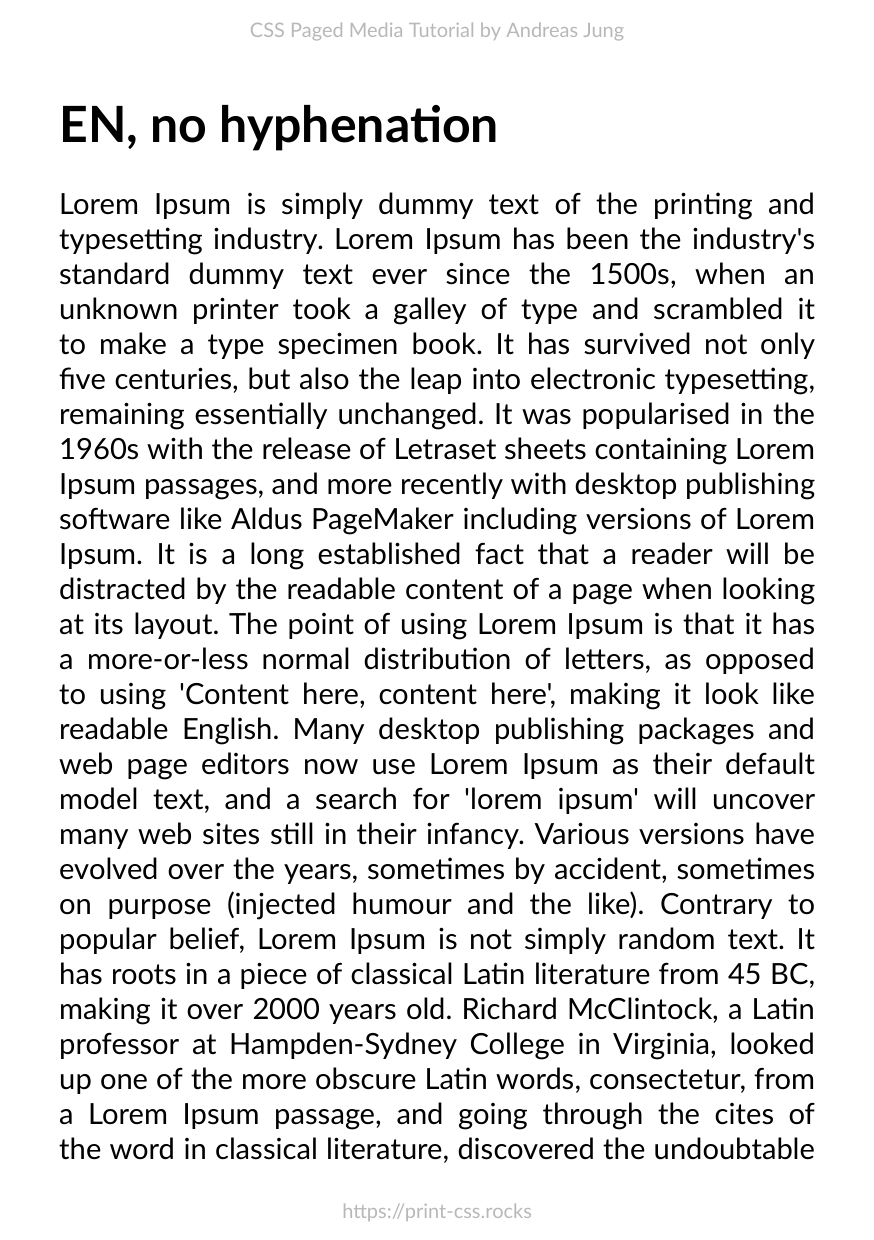 CSS Paged Media Tutorial by Andreas Jung
EN, no hyphenation
Lorem Ipsum is simply dummy text of the printing and
typesetting industry. Lorem Ipsum has been the industry's
standard dummy text ever since the 1500s, when an
unknown printer took a galley of type and scrambled it
to make a type specimen book. It has survived not only
five centuries, but also the leap into electronic typesetting,
remaining essentially unchanged. It was popularised in the
1960s with the release of Letraset sheets containing Lorem
Ipsum passages, and more recently with desktop publishing
software like Aldus PageMaker including versions of Lorem
Ipsum. It is a long established fact that a reader will be
distracted by the readable content of a page when looking
at its layout. The point of using Lorem Ipsum is that it has
a more-or-less normal distribution of letters, as opposed
to using 'Content here, content here', making it look like
readable English. Many desktop publishing packages and
web page editors now use Lorem Ipsum as their default
model text, and a search for 'lorem ipsum' will uncover
many web sites still in their infancy. Various versions have
evolved over the years, sometimes by accident, sometimes
on purpose (injected humour and the like). Contrary to
popular belief, Lorem Ipsum is not simply random text. It
has roots in a piece of classical Latin literature from 45 BC,
making it over 2000 years old. Richard McClintock, a Latin
professor at Hampden-Sydney College in Virginia, looked
up one of the more obscure Latin words, consectetur, from
a Lorem Ipsum passage, and going through the cites of
the word in classical literature, discovered the undoubtable
https://print-css.rocks